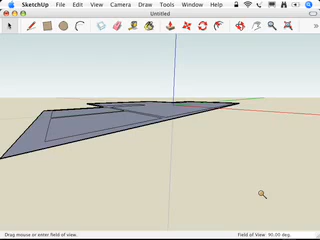 SketchUp File Edit View Camera Draw Tools Window Help
Untitled
Drag mouse or enter field of view.
Field of View 90.00 deg.